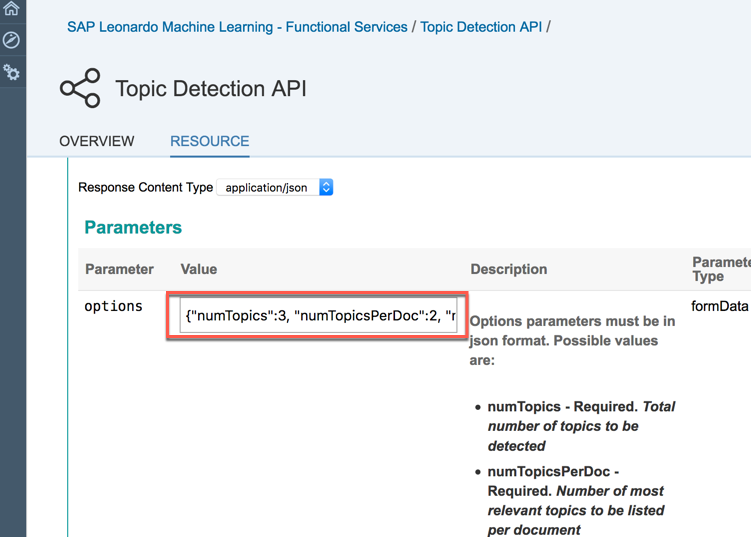 SAP Leonardo Machine Learning - Functional Services / Topic Detection API /
Topic Detection API
OVERVIEW RESOURCE
Response Content Type application/json
Parameters
Parameter Value Description Parameter
Type
options {"numTopics":3, "numTopicsPerDoc":2, "n formData
Options parameters must be in
json format. Possible values
are:
• numTopics - Required. Total
number of topics to be
detected
• numTopicsPerDoc -
Required. Number of most
relevant topics to be listed
per document